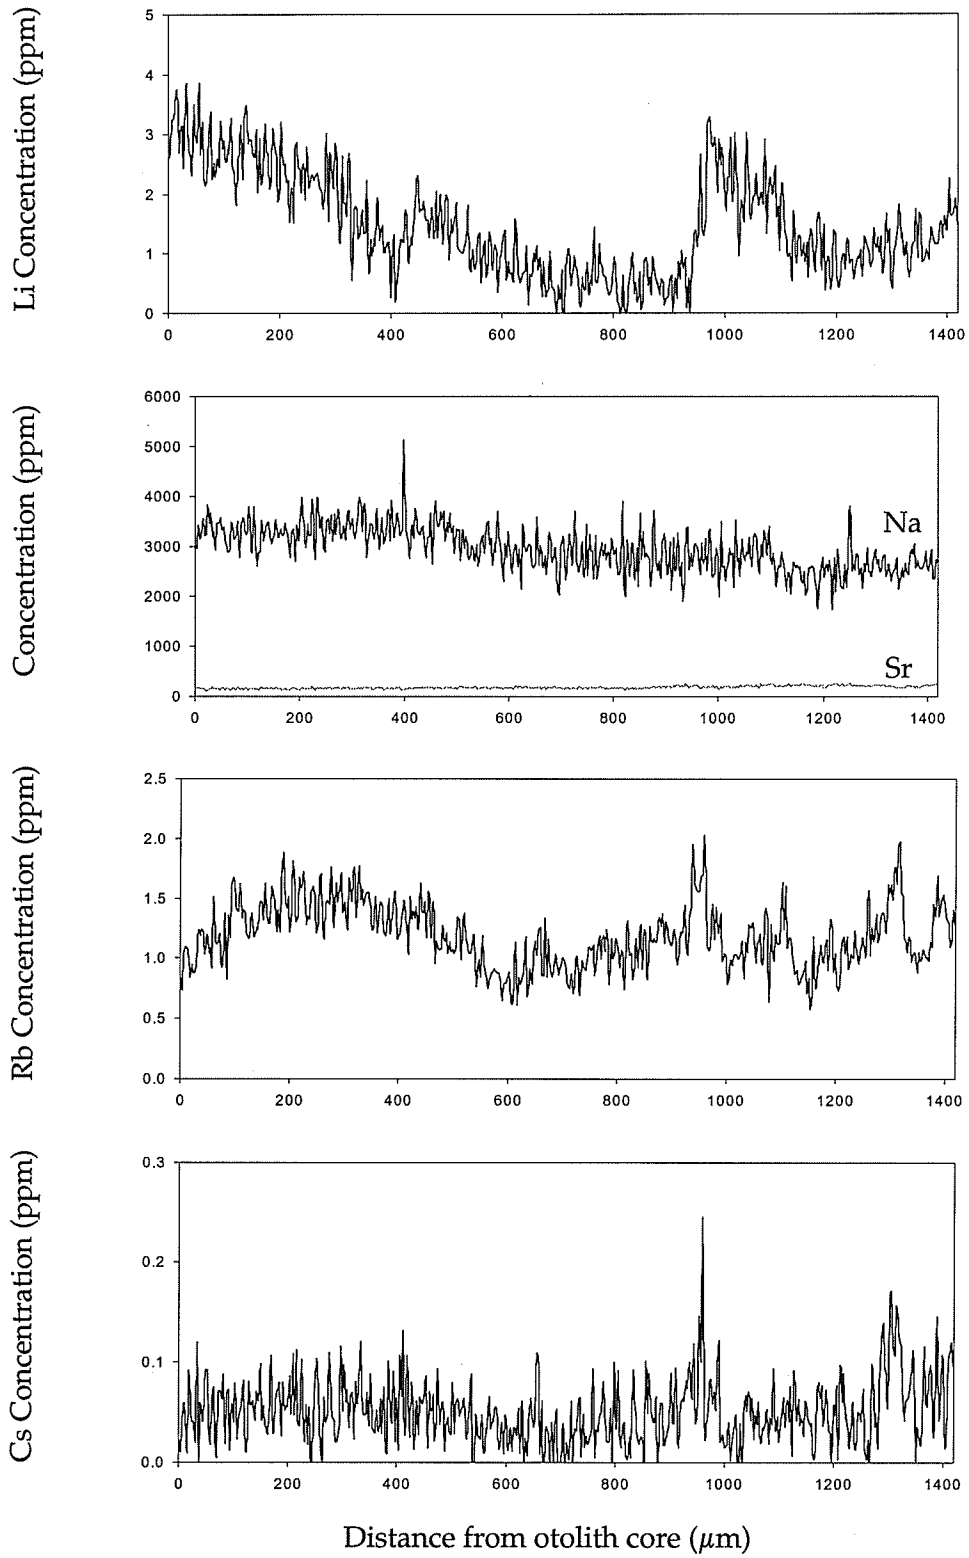 Li Concentration (ppm)
5
4
3
2
1
0
0 200 400 600 800 1000 1200 1400
Concentration (ppm)
6000
5000
4000
3000
2000
1000
0
Na
Sr
0 200 400 600 800 1000 1200 1400
Rb Concentration (ppm)
2.5
2.0
1.5
1.0
0.5
0.0
0 200 400 600 800 1000 1200 1400
Cs Concentration (ppm)
0.3
0.2
0.1
0.0
0 200 400 600 800 1000 1200 1400
Distance from otolith core (μm)